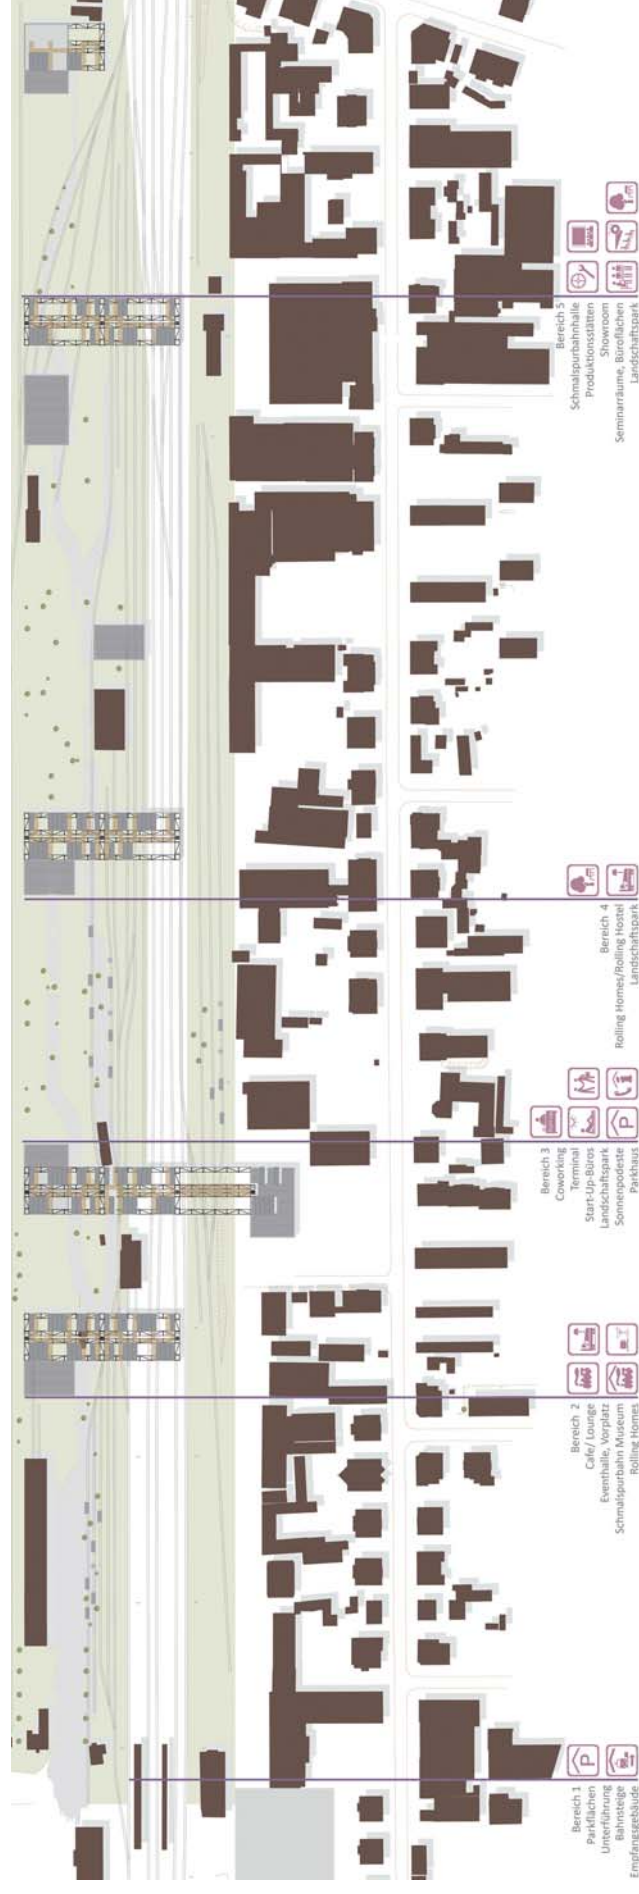 Bereich 1
Parkflächen
Unterführung
Bahnsteige
Empfangsgebäude
Bereich 2
Cafe/ Lounge
Eventhalle, Vorplatz
Schmalspurbahn Museum
Rolling Homes
Bereich 3
Coworking
Terminal
Start-Up-Büros
Landschaftspark
Sonnenpodeste
Parkhaus
Bereich 4
Rolling Homes/Rolling Hostel
Landschaftspark
Bereich 5
Schmalspurbahnhalle
Produktionsstätten
Showroom
Seminarräume, Büroflächen
Landschaftspark
P
P